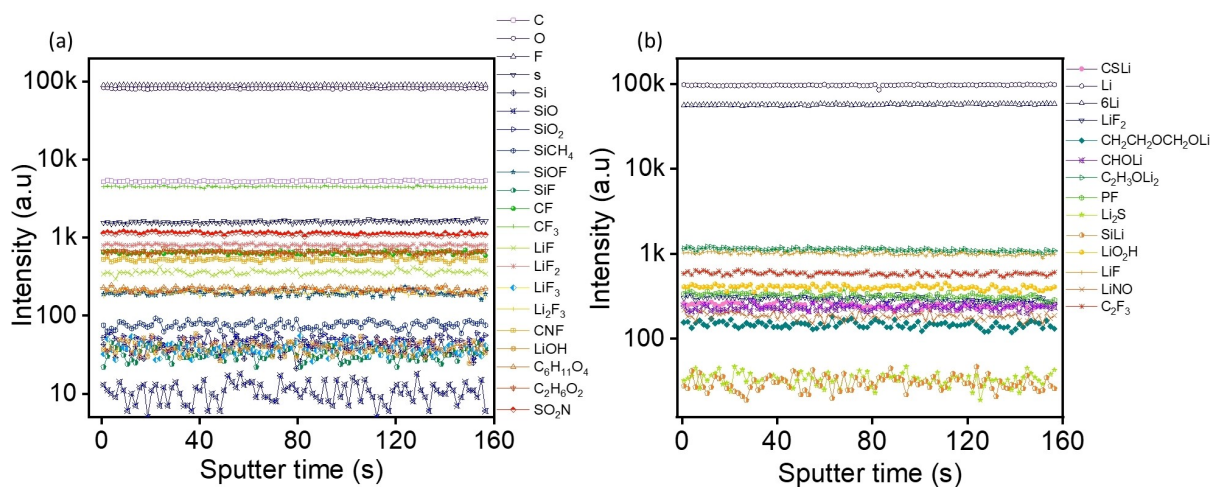 (a)
Intensity (a.u)
100k
10k
1k
100
10
0
40
80
120
160
Sputter time (s)
C
O
F
s
Si
SiO
SiO₂
SiCH₄
SiOF
SiF
CF
CF₃
LiF
LiF₂
LiF₃
Li₂F₃
CNF
LiOH
C₆H₁₁O₄
C₂H₆O₂
SO₂N
(b)
Intensity (a.u)
100k
10k
1k
100
0
40
80
120
160
Sputter time (s)
CSLi
Li
6Li
LiF₂
CH₂CH₂OCH₂OLi
CHOLi
C₂H₃OLi₂
PF
Li₂S
SiLi
LiO₂H
LiF
LiNO
C₂F₃